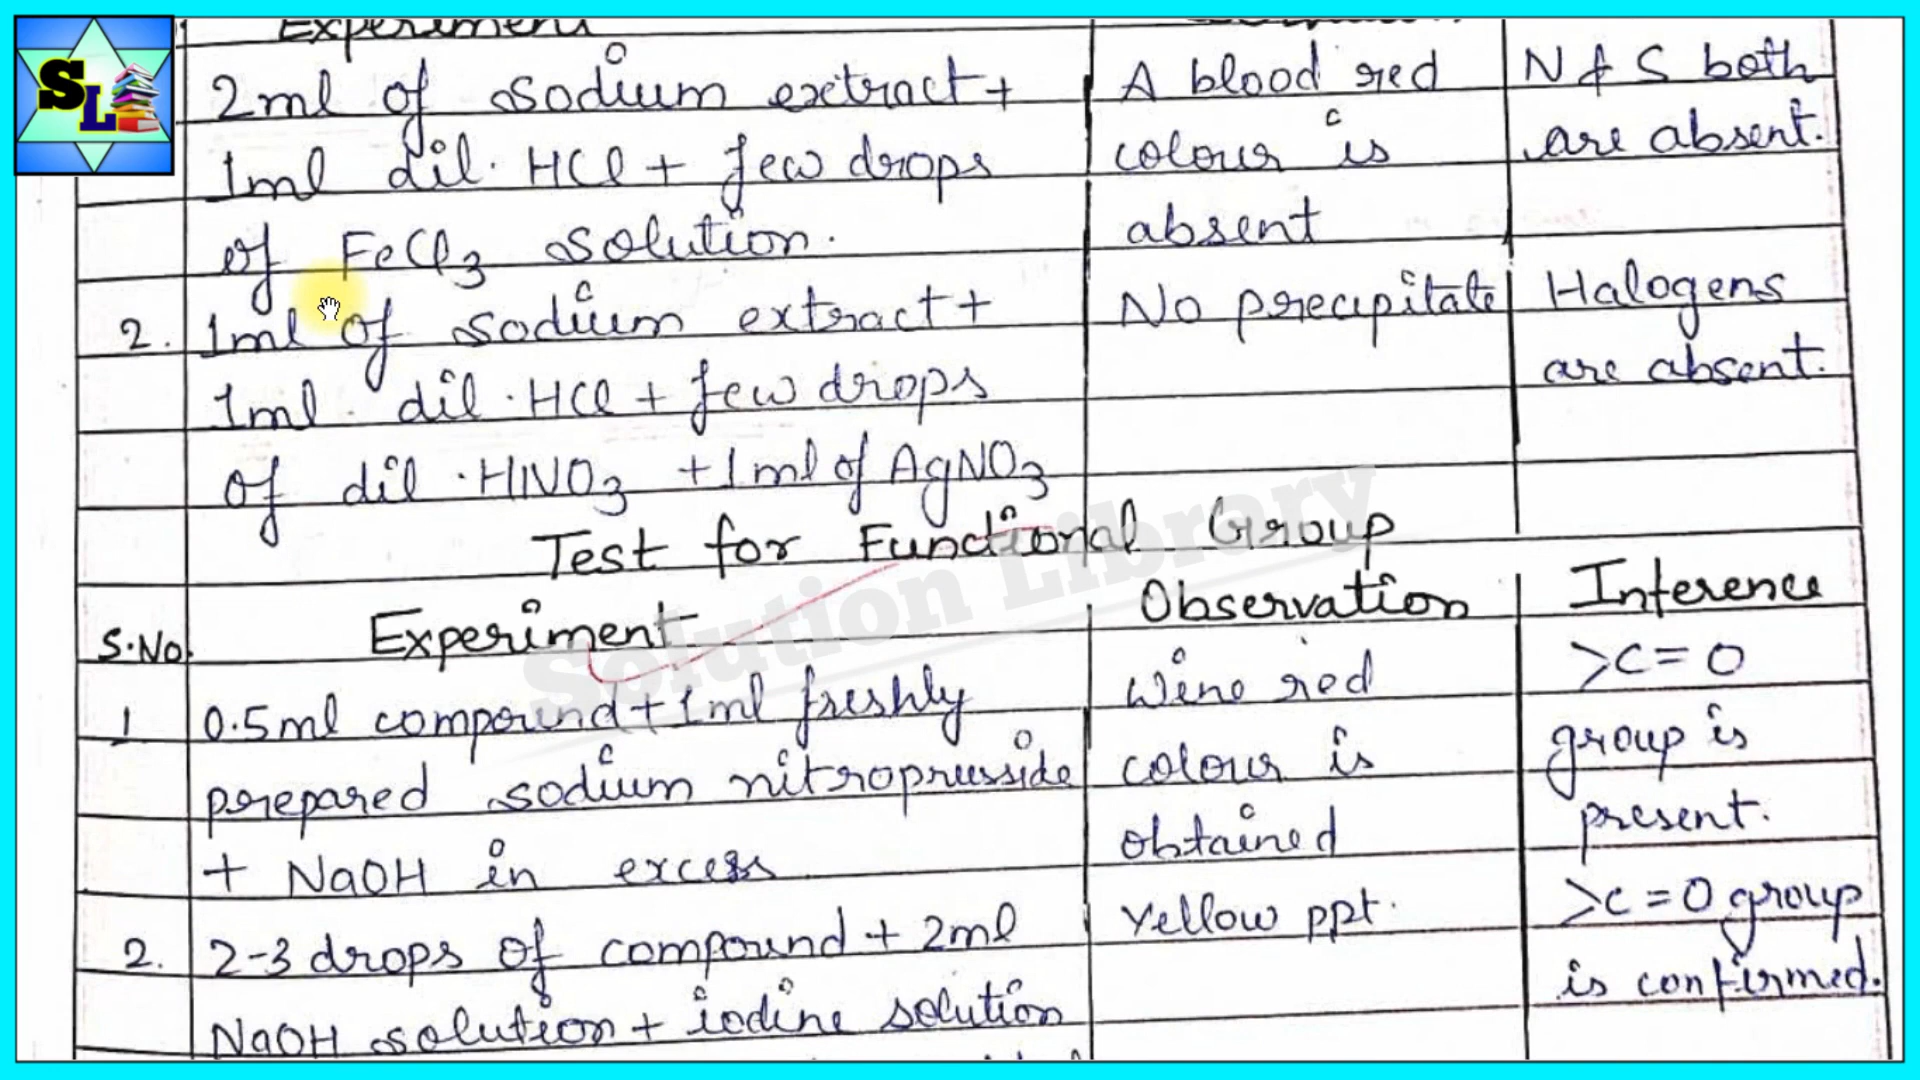 SL
Experiment
2ml of sodium extract + A blood red N & S both
1ml dil. HCl + few drops colour is are absent.
of FeCl3 solution. absent
2. 1ml of sodium extract + No precipitate Halogens
1ml dil. HCl + few drops are absent.
of dil. HNO3 + 1ml of AgNO3
Test for Functional Group
S.No. Experiment Observation Inference
1 0.5ml compound + 1ml freshly Wine red >C=O
prepared sodium nitroprusside colour is group is
+ NaOH in excess obtained present.
2. 2-3 drops of compound + 2ml Yellow ppt. >C=O group
NaOH solution + iodine solution is confirmed.
Solution Library